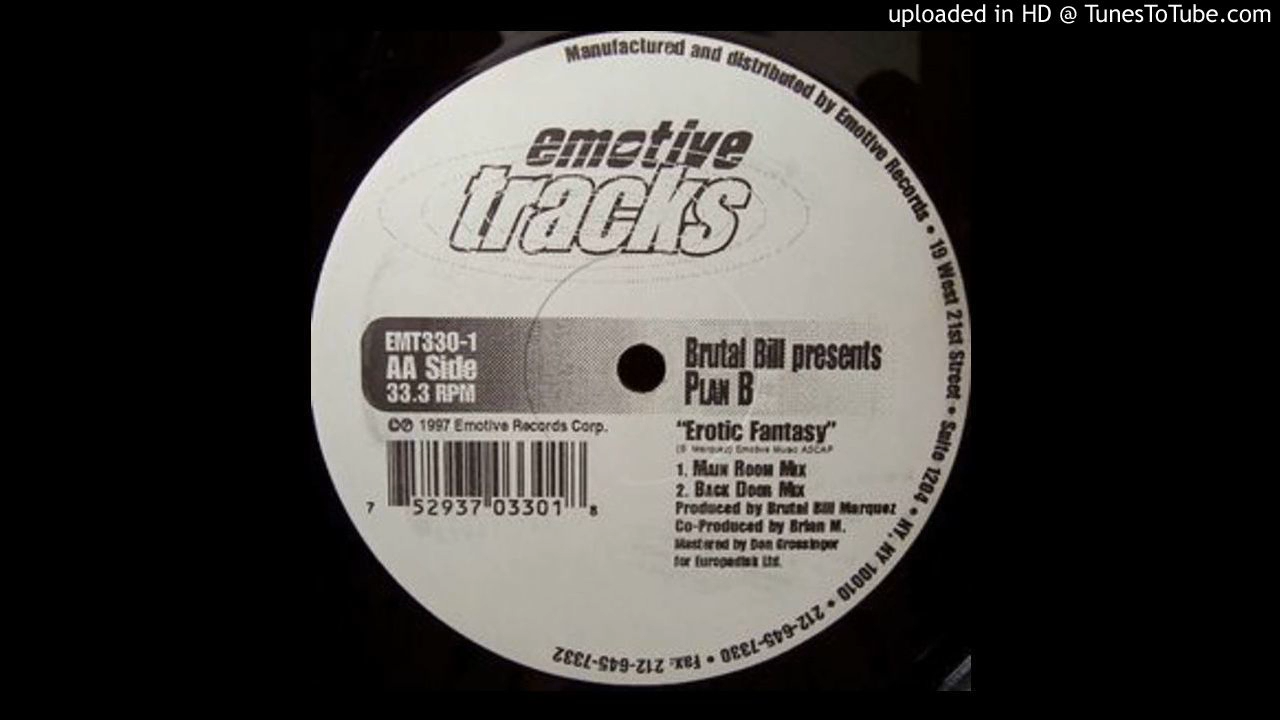 uploaded in HD @ TunesToTube.com
Manufactured and distributed by Emotive Records • 19 West 21st Street • Suite 1204 • NY, NY 10010 • 212-645-7330 • Fax: 212-645-7332
emotive
tracks
EMT330-1
AA Side
33.3 RPM
Brutal Bill presents
Plan B
©℗ 1997 Emotive Records Corp.
"Erotic Fantasy"
(B. Marquez) Emotive Music ASCAP
1. Main Room Mix
2. Back Door Mix
Produced by Brutal Bill Marquez
Co-Produced by Brian M.
Mastered by Don Grossinger
for Europadisk Ltd.
7 52937 03301 8